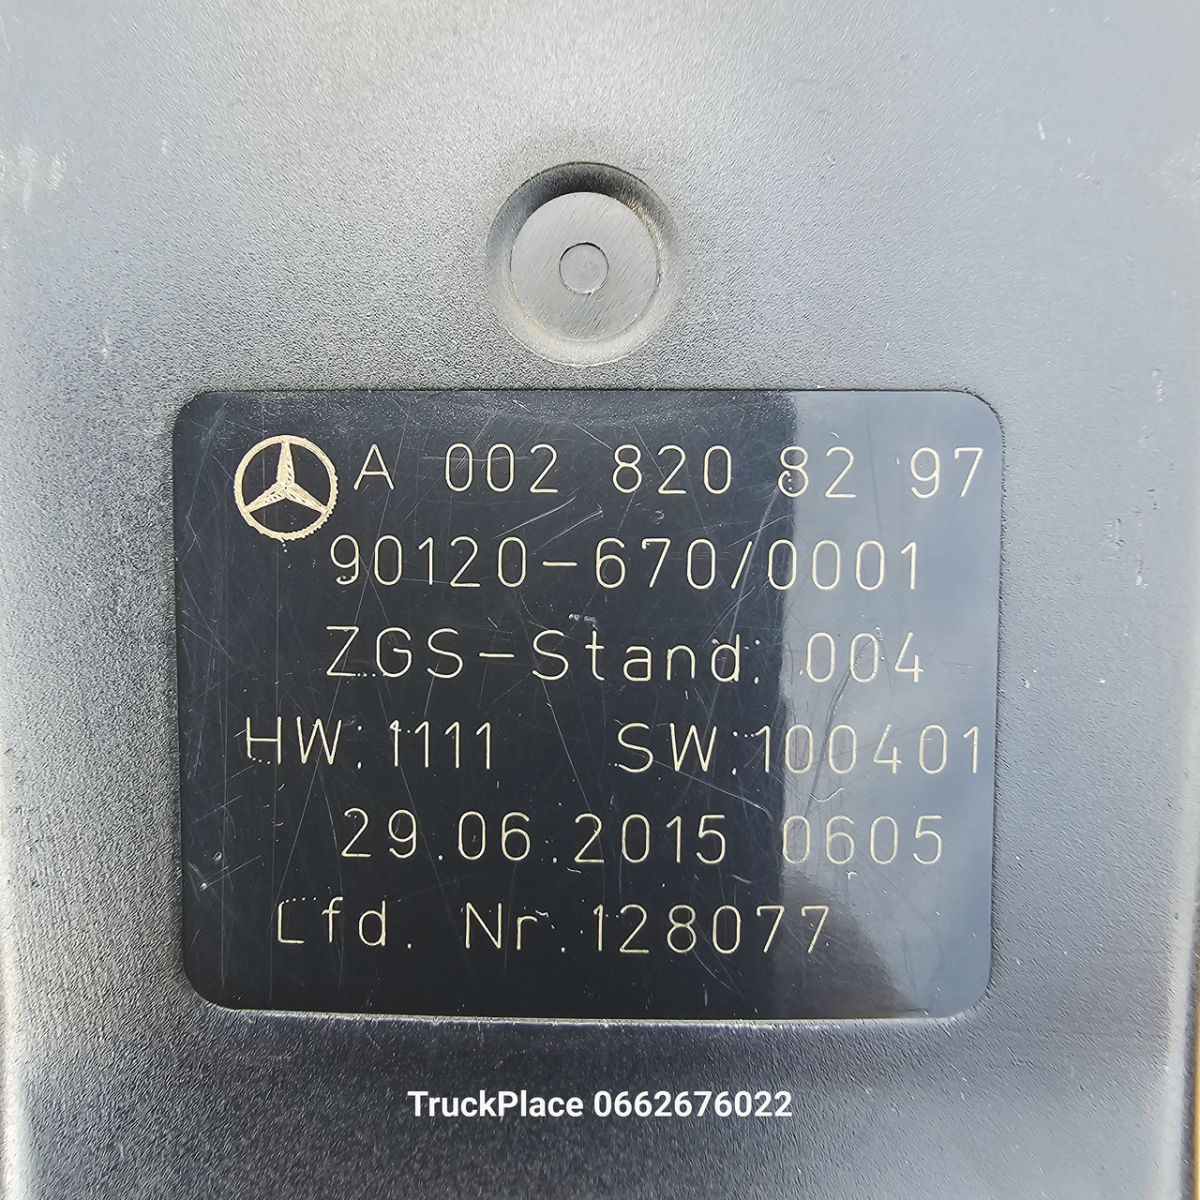 A 002 820 82 97
90120-670/0001
ZGS-Stand: 004
HW:1111 SW:100401
29.06.2015 0605
Lfd. Nr.128077
TruckPlace 0662676022